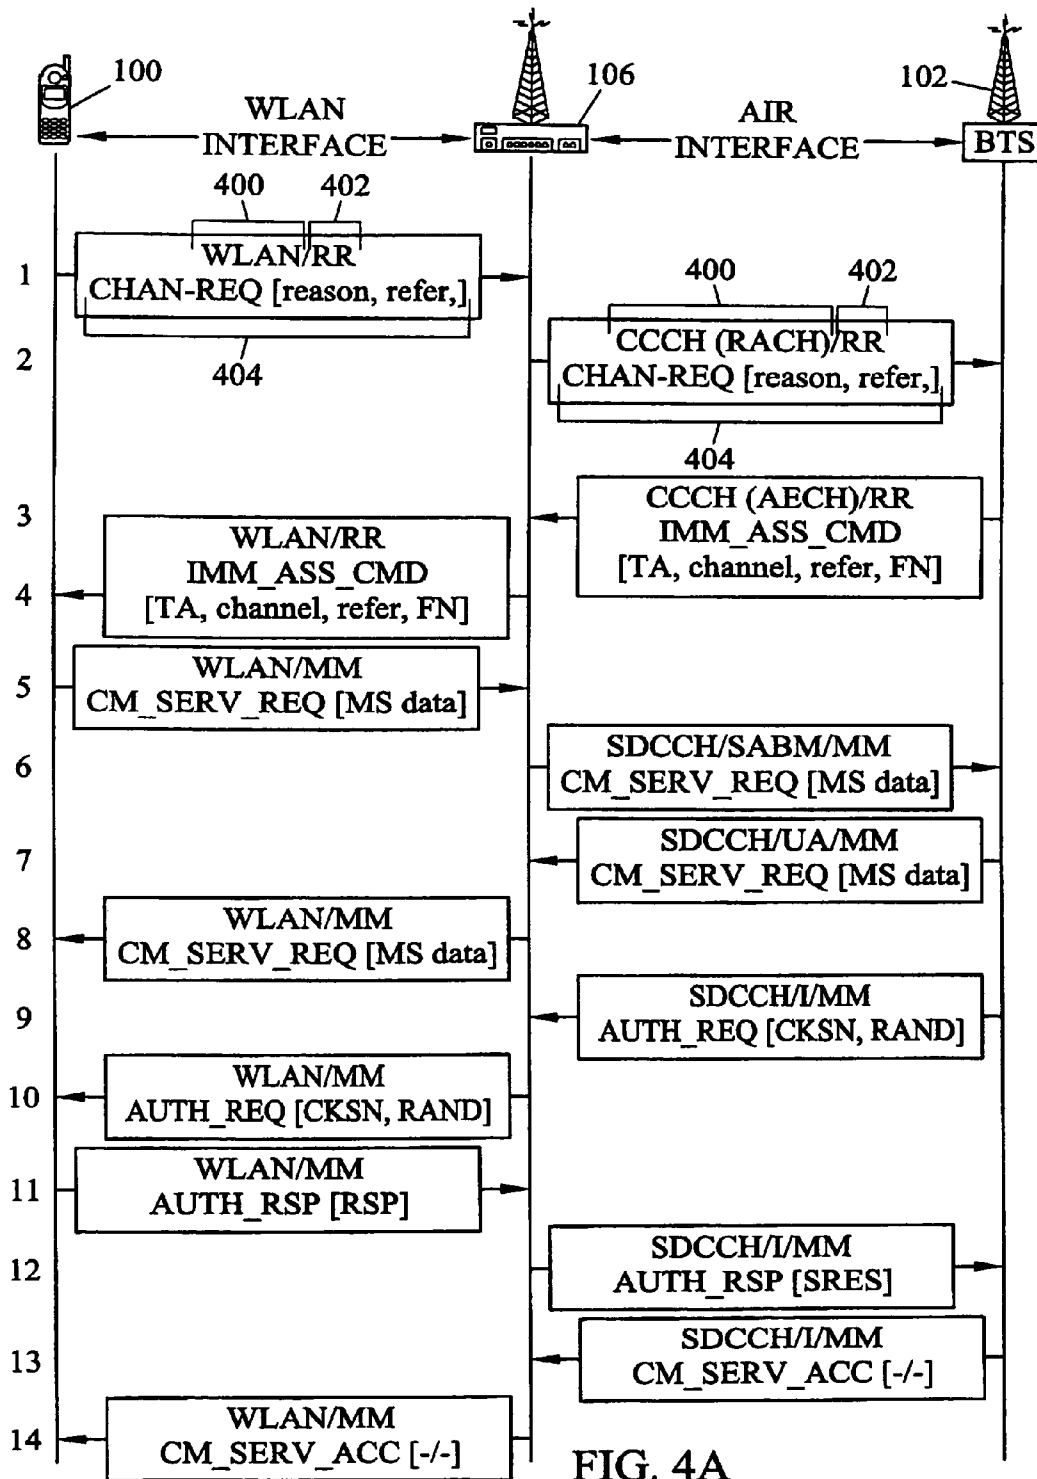 100
106
102
WLAN
INTERFACE
AIR
INTERFACE
BTS
400
402
1
WLAN/RR
CHAN-REQ [reason, refer,]
404
400
402
2
CCCH (RACH)/RR
CHAN-REQ [reason, refer,]
404
3
CCCH (AECH)/RR
IMM_ASS_CMD
[TA, channel, refer, FN]
4
WLAN/RR
IMM_ASS_CMD
[TA, channel, refer, FN]
5
WLAN/MM
CM_SERV_REQ [MS data]
6
SDCCH/SABM/MM
CM_SERV_REQ [MS data]
7
SDCCH/UA/MM
CM_SERV_REQ [MS data]
8
WLAN/MM
CM_SERV_REQ [MS data]
9
SDCCH/I/MM
AUTH_REQ [CKSN, RAND]
10
WLAN/MM
AUTH_REQ [CKSN, RAND]
11
WLAN/MM
AUTH_RSP [RSP]
12
SDCCH/I/MM
AUTH_RSP [SRES]
13
SDCCH/I/MM
CM_SERV_ACC [-/-]
14
WLAN/MM
CM_SERV_ACC [-/-]
FIG. 4A